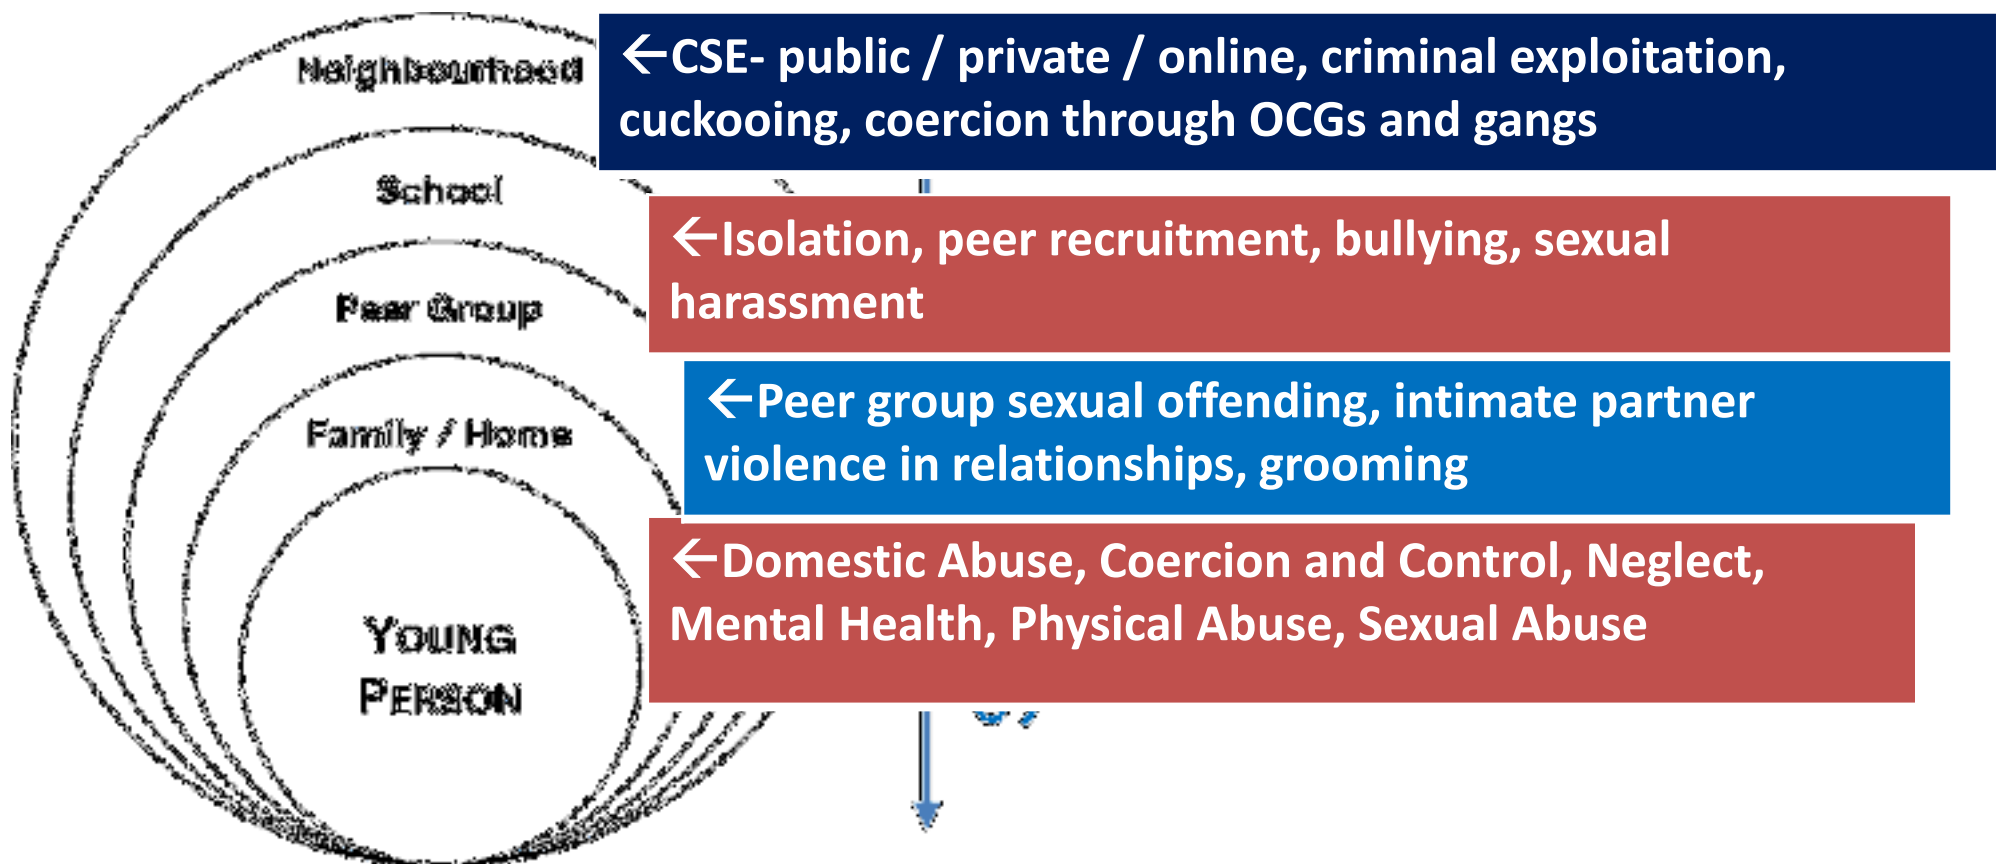 Neighbourhood
←CSE- public / private / online, criminal exploitation,
cuckooing, coercion through OCGs and gangs
School
←Isolation, peer recruitment, bullying, sexual
harassment
Peer Group
←Peer group sexual offending, intimate partner
violence in relationships, grooming
Family / Home
←Domestic Abuse, Coercion and Control, Neglect,
Mental Health, Physical Abuse, Sexual Abuse
YOUNG
PERSON